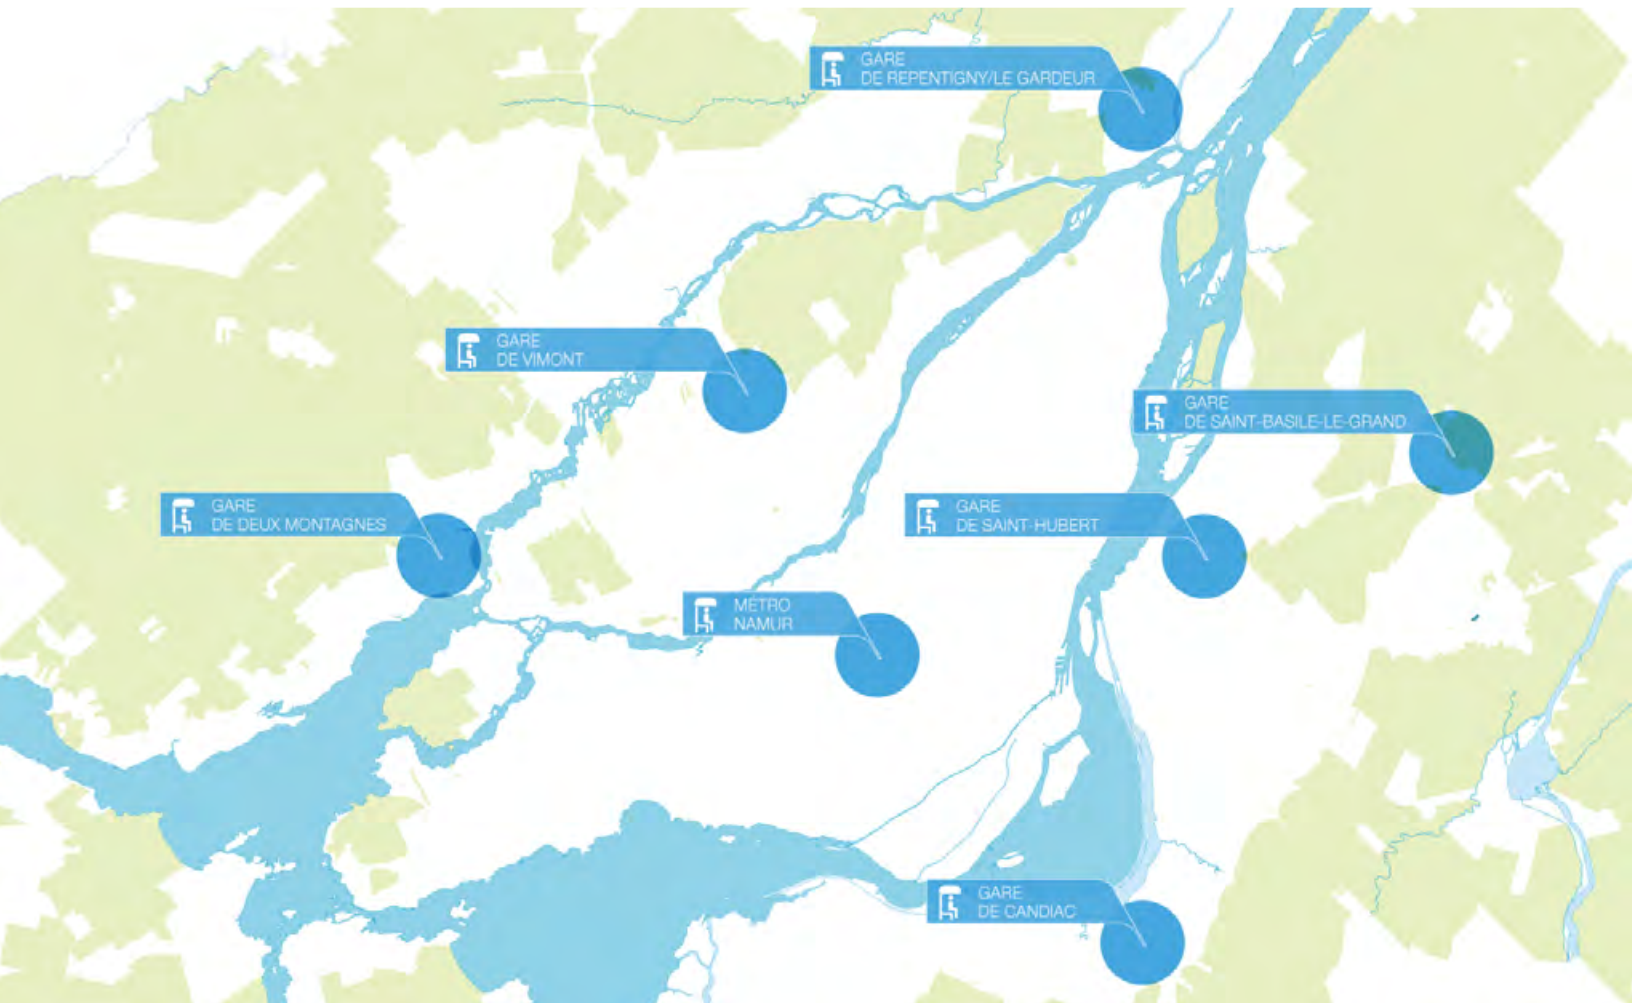 GARE
DE REPENTIGNY/LE GARDEUR
GARE
DE VIMONT
GARE
DE SAINT-BASILE-LE-GRAND
GARE
DE DEUX MONTAGNES
GARE
DE SAINT-HUBERT
MÉTRO
NAMUR
GARE
DE CANDIAC